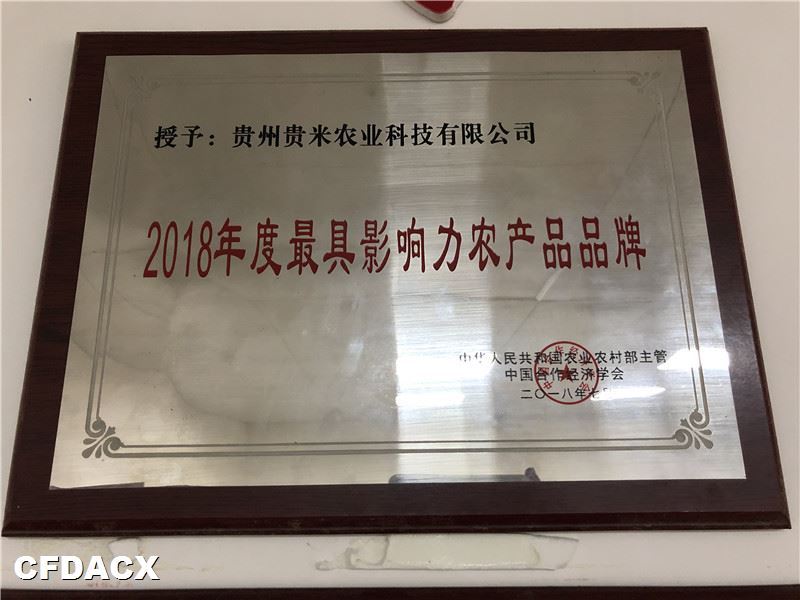 授予：贵州贵米农业科技有限公司
2018年度最具影响力农产品品牌
中华人民共和国农业农村部主管
中国合作经济学会
二〇一八年七
CFDACX